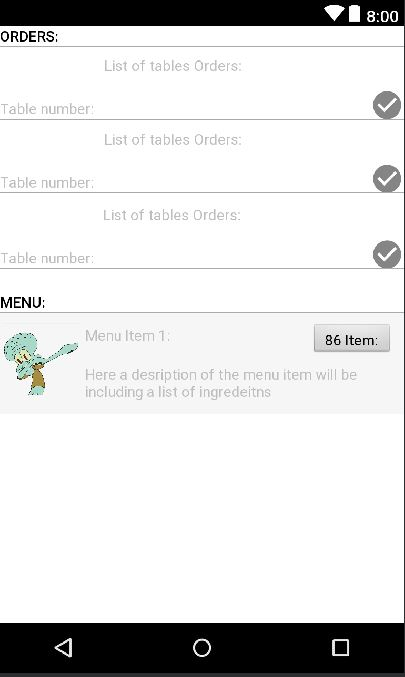 8:00
ORDERS:
List of tables Orders:
Table number:
List of tables Orders:
Table number:
List of tables Orders:
Table number:
MENU:
Menu Item 1:
86 Item:
Here a desription of the menu item will be
including a list of ingredeitns